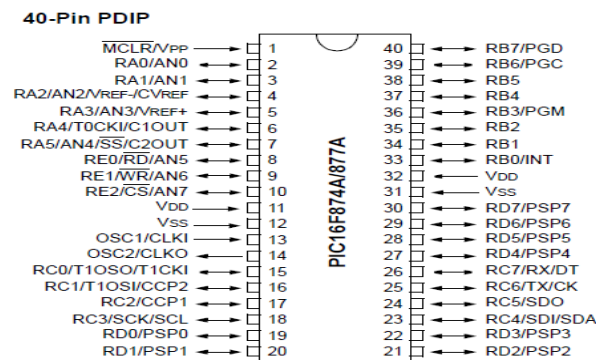 40-Pin PDIP
MCLR/VPP 1 40 RB7/PGD
RA0/AN0 2 39 RB6/PGC
RA1/AN1 3 38 RB5
RA2/AN2/VREF-/CVREF 4 37 RB4
RA3/AN3/VREF+ 5 36 RB3/PGM
RA4/T0CKI/C1OUT 6 35 RB2
RA5/AN4/SS/C2OUT 7 34 RB1
RE0/RD/AN5 8 33 RB0/INT
RE1/WR/AN6 9 32 VDD
RE2/CS/AN7 10 31 VSS
VDD 11 30 RD7/PSP7
VSS 12 29 RD6/PSP6
OSC1/CLKI 13 28 RD5/PSP5
OSC2/CLKO 14 27 RD4/PSP4
RC0/T1OSO/T1CKI 15 26 RC7/RX/DT
RC1/T1OSI/CCP2 16 25 RC6/TX/CK
RC2/CCP1 17 24 RC5/SDO
RC3/SCK/SCL 18 23 RC4/SDI/SDA
RD0/PSP0 19 22 RD3/PSP3
RD1/PSP1 20 21 RD2/PSP2
PIC16F874A/877A